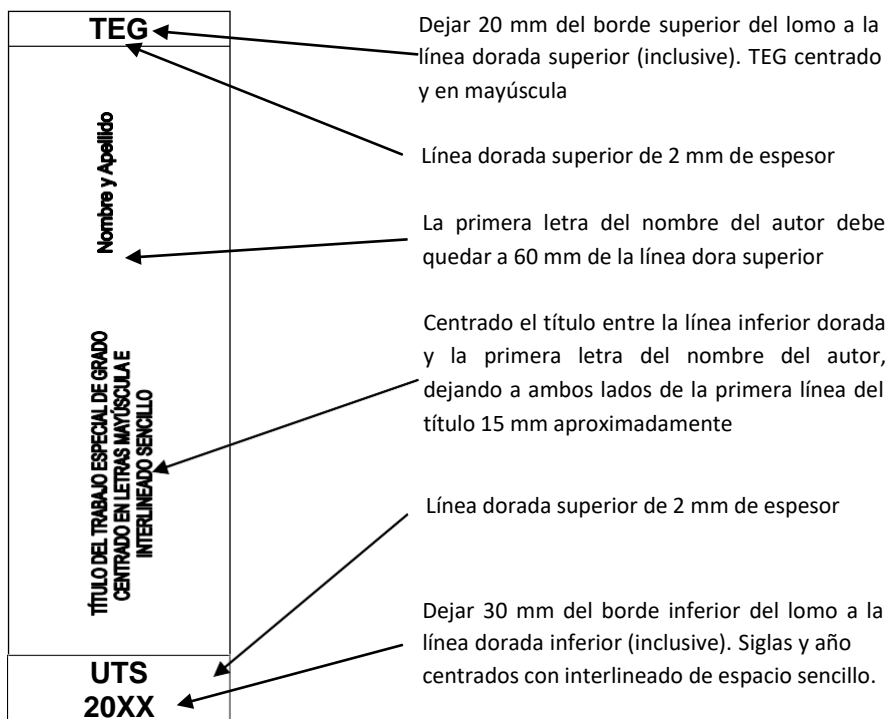 TEG
Dejar 20 mm del borde superior del lomo a la
línea dorada superior (inclusive). TEG centrado
y en mayúscula
Línea dorada superior de 2 mm de espesor
Nombre y Apellido
La primera letra del nombre del autor debe
quedar a 60 mm de la línea dora superior
Centrado el título entre la línea inferior dorada
y la primera letra del nombre del autor,
dejando a ambos lados de la primera línea del
título 15 mm aproximadamente
TÍTULO DEL TRABAJO ESPECIAL DE GRADO
CENTRADO EN LETRAS MAYÚSCULA E
INTERLINEADO SENCILLO
Línea dorada superior de 2 mm de espesor
Dejar 30 mm del borde inferior del lomo a la
línea dorada inferior (inclusive). Siglas y año
centrados con interlineado de espacio sencillo.
UTS
20XX